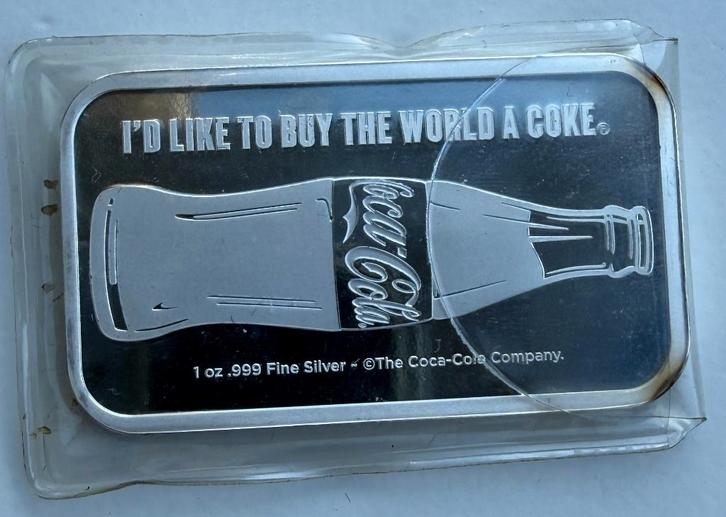 I'D LIKE TO BUY THE WORLD A COKE®
Coca-Cola
1 oz .999 Fine Silver ~ ©The Coca-Cola Company.